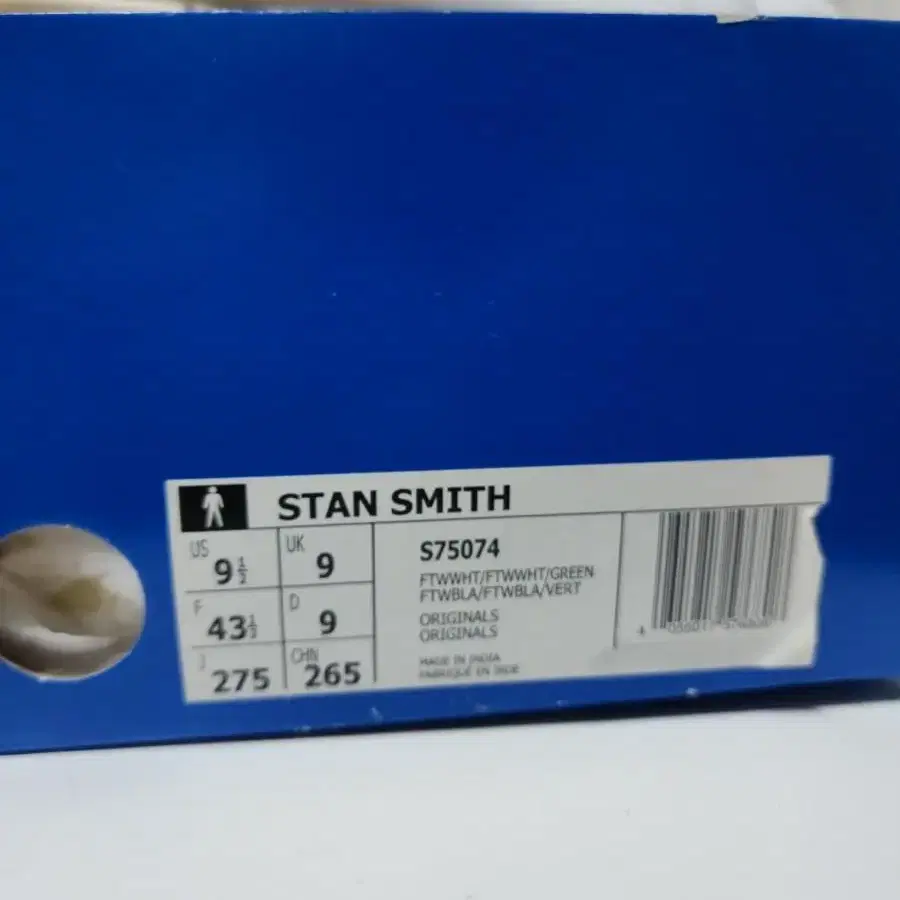 STAN SMITH
US 9½ UK 9
F 43⅓ D 9
J 275 CHN 265
S75074
FTWWHT/FTWWHT/GREEN
FTWBLA/FTWBLA/VERT
ORIGINALS
ORIGINALS
MADE IN INDIA
FABRIQUÉ EN INDE